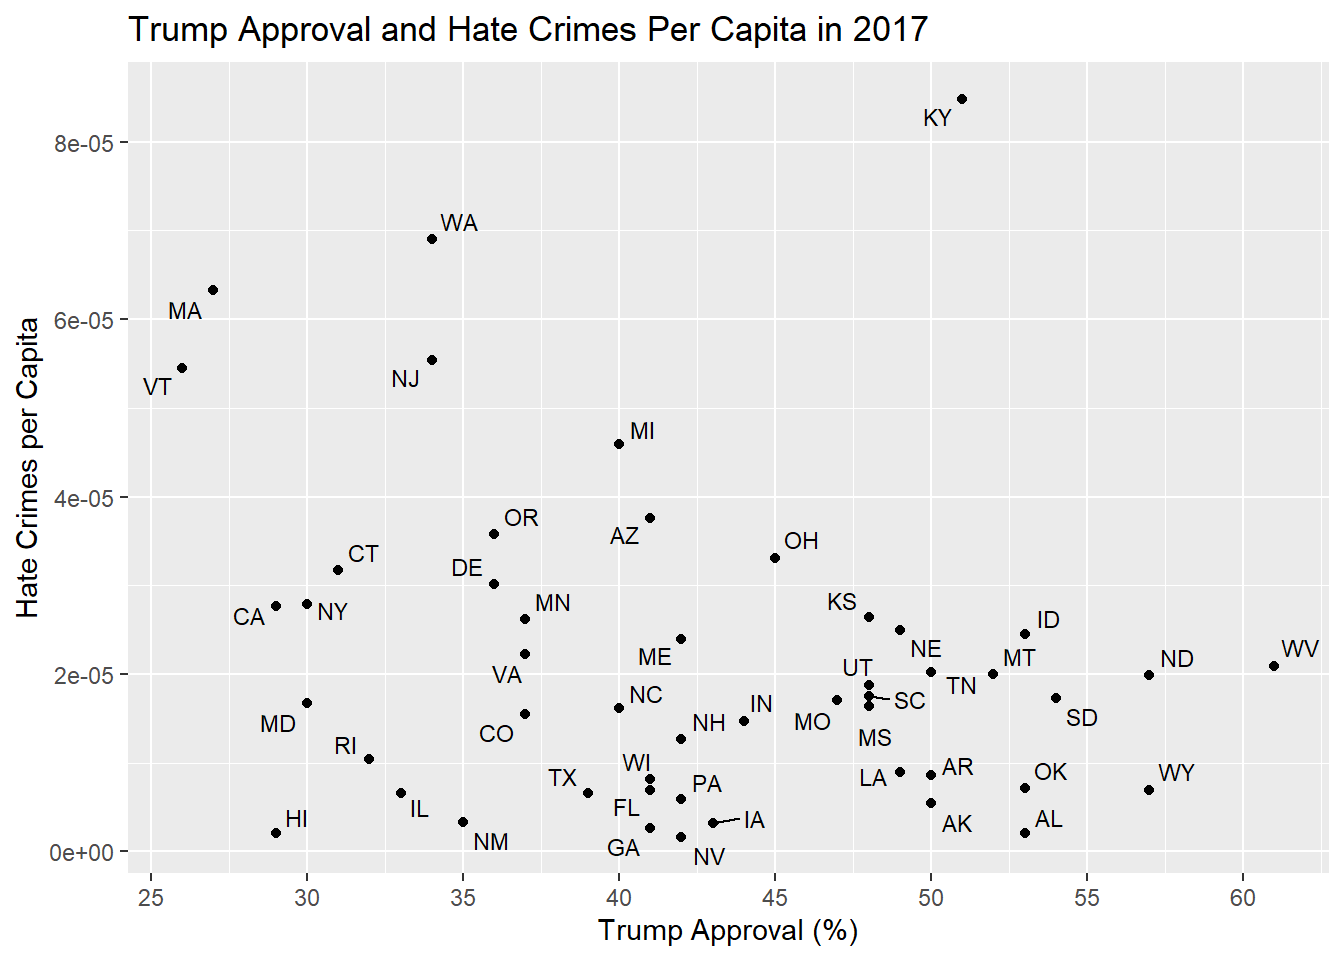 Trump Approval and Hate Crimes Per Capita in 2017
KY
8e-05
WA
MA
6e-05
NJ
VT
MI
4e-05
OR
AZ
OH
CT
DE
KS
MN
CA
NY
ID
NE
WV
ME
MT
ND
UT
2e-05
VA
TN
NC
SC
IN
SD
MD
NH
MO
CO
MS
RI
WI
AR
OK
WY
TX
LA
PA
IL
FL
HI
IA
AK
AL
NM
GA
NV
0e+00
25 30 35 40 45 50 55 60
Trump Approval (%)
Hate Crimes per Capita